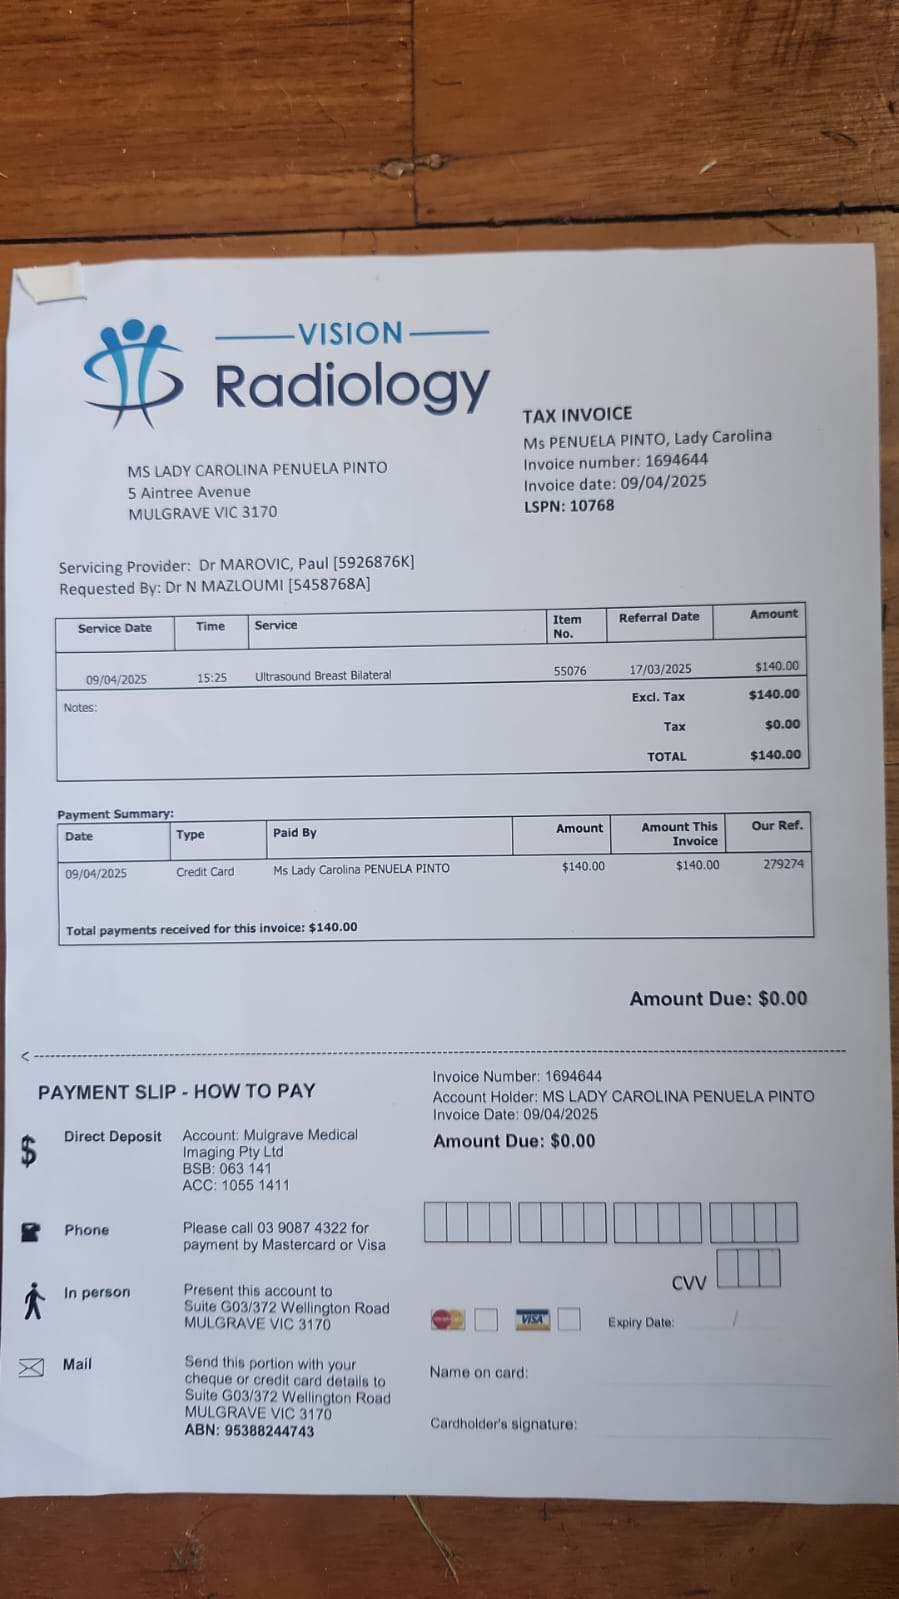 VISION
Radiology
TAX INVOICE
Ms PENUELA PINTO, Lady Carolina
Invoice number: 1694644
Invoice date: 09/04/2025
LSPN: 10768
MS LADY CAROLINA PENUELA PINTO
5 Aintree Avenue
MULGRAVE VIC 3170
Servicing Provider: Dr MAROVIC, Paul [5926876K]
Requested By: Dr N MAZLOUMI [5458768A]
Service Date Time Service Item No. Referral Date Amount
09/04/2025 15:25 Ultrasound Breast Bilateral 55076 17/03/2025 $140.00
Notes:
Excl. Tax $140.00
Tax $0.00
TOTAL $140.00
Payment Summary:
Date Type Paid By Amount Amount This Invoice Our Ref.
09/04/2025 Credit Card Ms Lady Carolina PENUELA PINTO $140.00 $140.00 279274
Total payments received for this invoice: $140.00
Amount Due: $0.00
PAYMENT SLIP - HOW TO PAY
Invoice Number: 1694644
Account Holder: MS LADY CAROLINA PENUELA PINTO
Invoice Date: 09/04/2025
Amount Due: $0.00
Direct Deposit
Account: Mulgrave Medical
Imaging Pty Ltd
BSB: 063 141
ACC: 1055 1411
Phone
Please call 03 9087 4322 for
payment by Mastercard or Visa
In person
Present this account to
Suite G03/372 Wellington Road
MULGRAVE VIC 3170
Mail
Send this portion with your
cheque or credit card details to
Suite G03/372 Wellington Road
MULGRAVE VIC 3170
ABN: 95388244743
CVV
VISA
Expiry Date: /
Name on card:
Cardholder's signature: